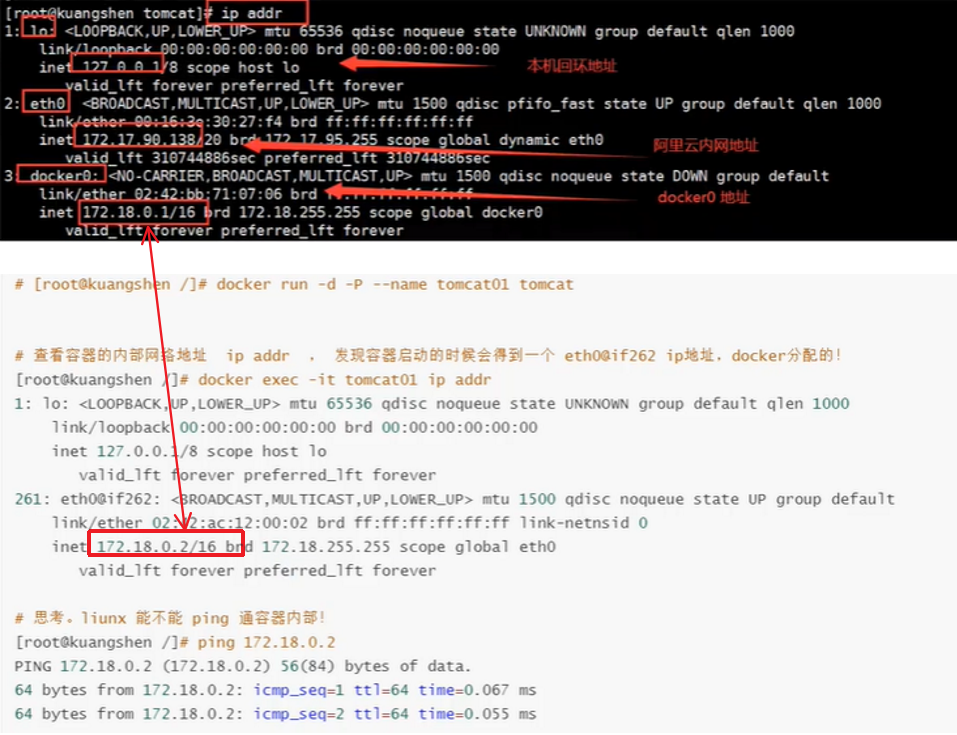 [root@kuangshen tomcat]# ip addr
1: lo: <LOOPBACK,UP,LOWER_UP> mtu 65536 qdisc noqueue state UNKNOWN group default qlen 1000
link/loopback 00:00:00:00:00:00 brd 00:00:00:00:00:00
inet 127.0.0.1/8 scope host lo
本机回环地址
valid_lft forever preferred_lft forever
2: eth0: <BROADCAST,MULTICAST,UP,LOWER_UP> mtu 1500 qdisc pfifo_fast state UP group default qlen 1000
link/ether 00:16:3e:30:27:f4 brd ff:ff:ff:ff:ff:ff
inet 172.17.90.138/20 brd 172.17.95.255 scope global dynamic eth0
阿里云内网地址
valid_lft 310744886sec preferred_lft 310744886sec
3: docker0: <NO-CARRIER,BROADCAST,MULTICAST,UP> mtu 1500 qdisc noqueue state DOWN group default
link/ether 02:42:bb:71:07:06 brd ff:ff:ff:ff:ff:ff
docker0 地址
inet 172.18.0.1/16 brd 172.18.255.255 scope global docker0
valid_lft forever preferred_lft forever
# [root@kuangshen /]# docker run -d -P --name tomcat01 tomcat
# 查看容器的内部网络地址 ip addr ， 发现容器启动的时候会得到一个 eth0@if262 ip地址，docker分配的！
[root@kuangshen /]# docker exec -it tomcat01 ip addr
1: lo: <LOOPBACK,UP,LOWER_UP> mtu 65536 qdisc noqueue state UNKNOWN group default qlen 1000
link/loopback 00:00:00:00:00:00 brd 00:00:00:00:00:00
inet 127.0.0.1/8 scope host lo
valid_lft forever preferred_lft forever
261: eth0@if262: <BROADCAST,MULTICAST,UP,LOWER_UP> mtu 1500 qdisc noqueue state UP group default
link/ether 02:42:ac:12:00:02 brd ff:ff:ff:ff:ff:ff link-netnsid 0
inet 172.18.0.2/16 brd 172.18.255.255 scope global eth0
valid_lft forever preferred_lft forever
# 思考。liunx 能不能 ping 通容器内部！
[root@kuangshen /]# ping 172.18.0.2
PING 172.18.0.2 (172.18.0.2) 56(84) bytes of data.
64 bytes from 172.18.0.2: icmp_seq=1 ttl=64 time=0.067 ms
64 bytes from 172.18.0.2: icmp_seq=2 ttl=64 time=0.055 ms